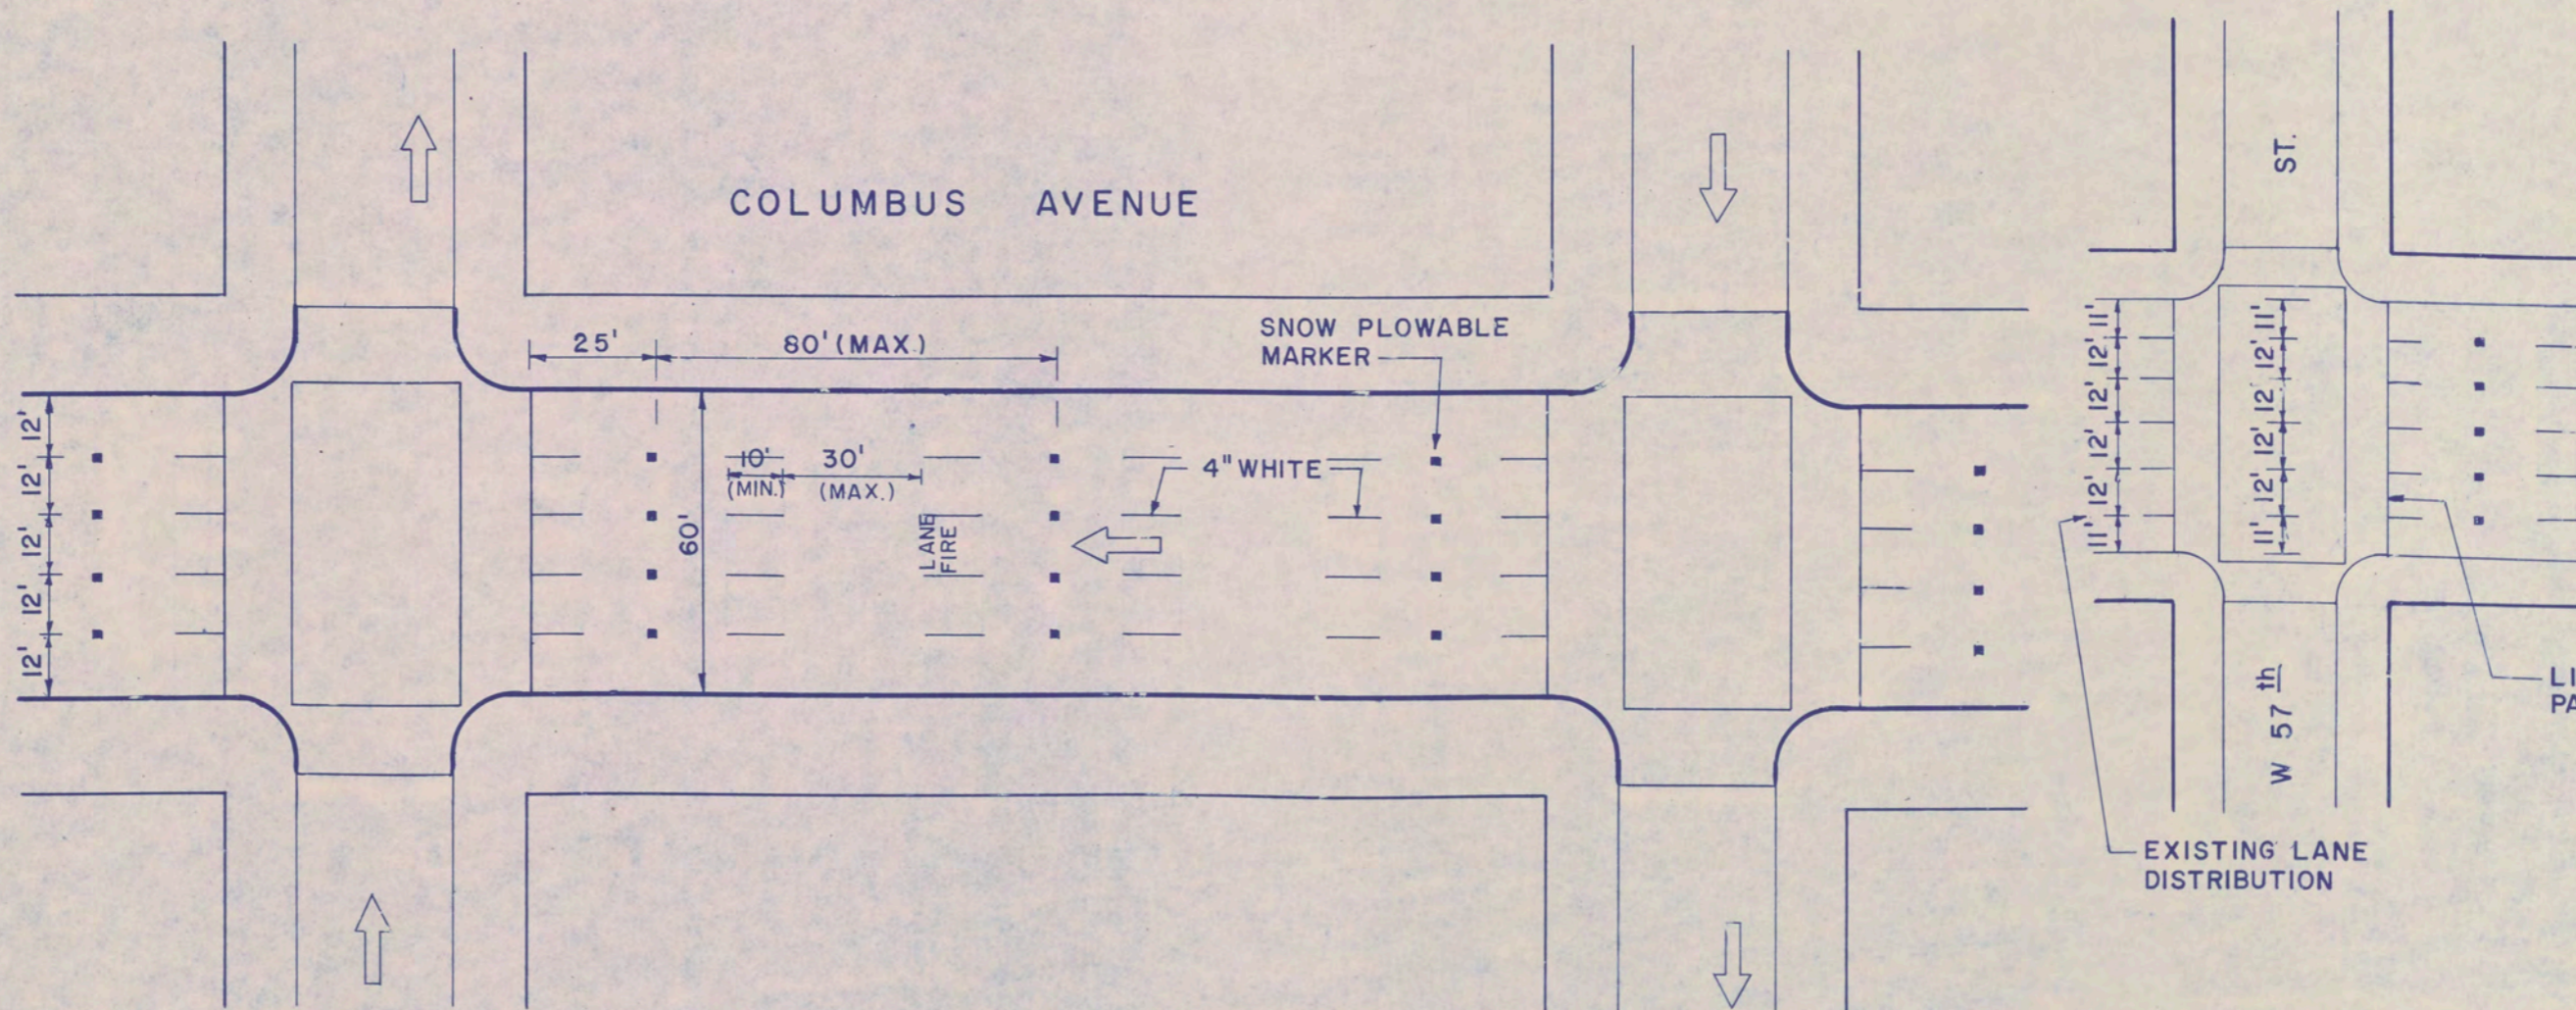 COLUMBUS AVENUE
25'
80' (MAX.)
SNOW PLOWABLE
MARKER
12'
12'
12'
12'
12'
10'
(MIN.)
30'
(MAX.)
4" WHITE
60'
LANE
FIRE
ST.
11'
12'
12'
12'
12'
11'
11'
12'
12'
12'
12'
11'
W 57 th
LI
PA
EXISTING LANE
DISTRIBUTION